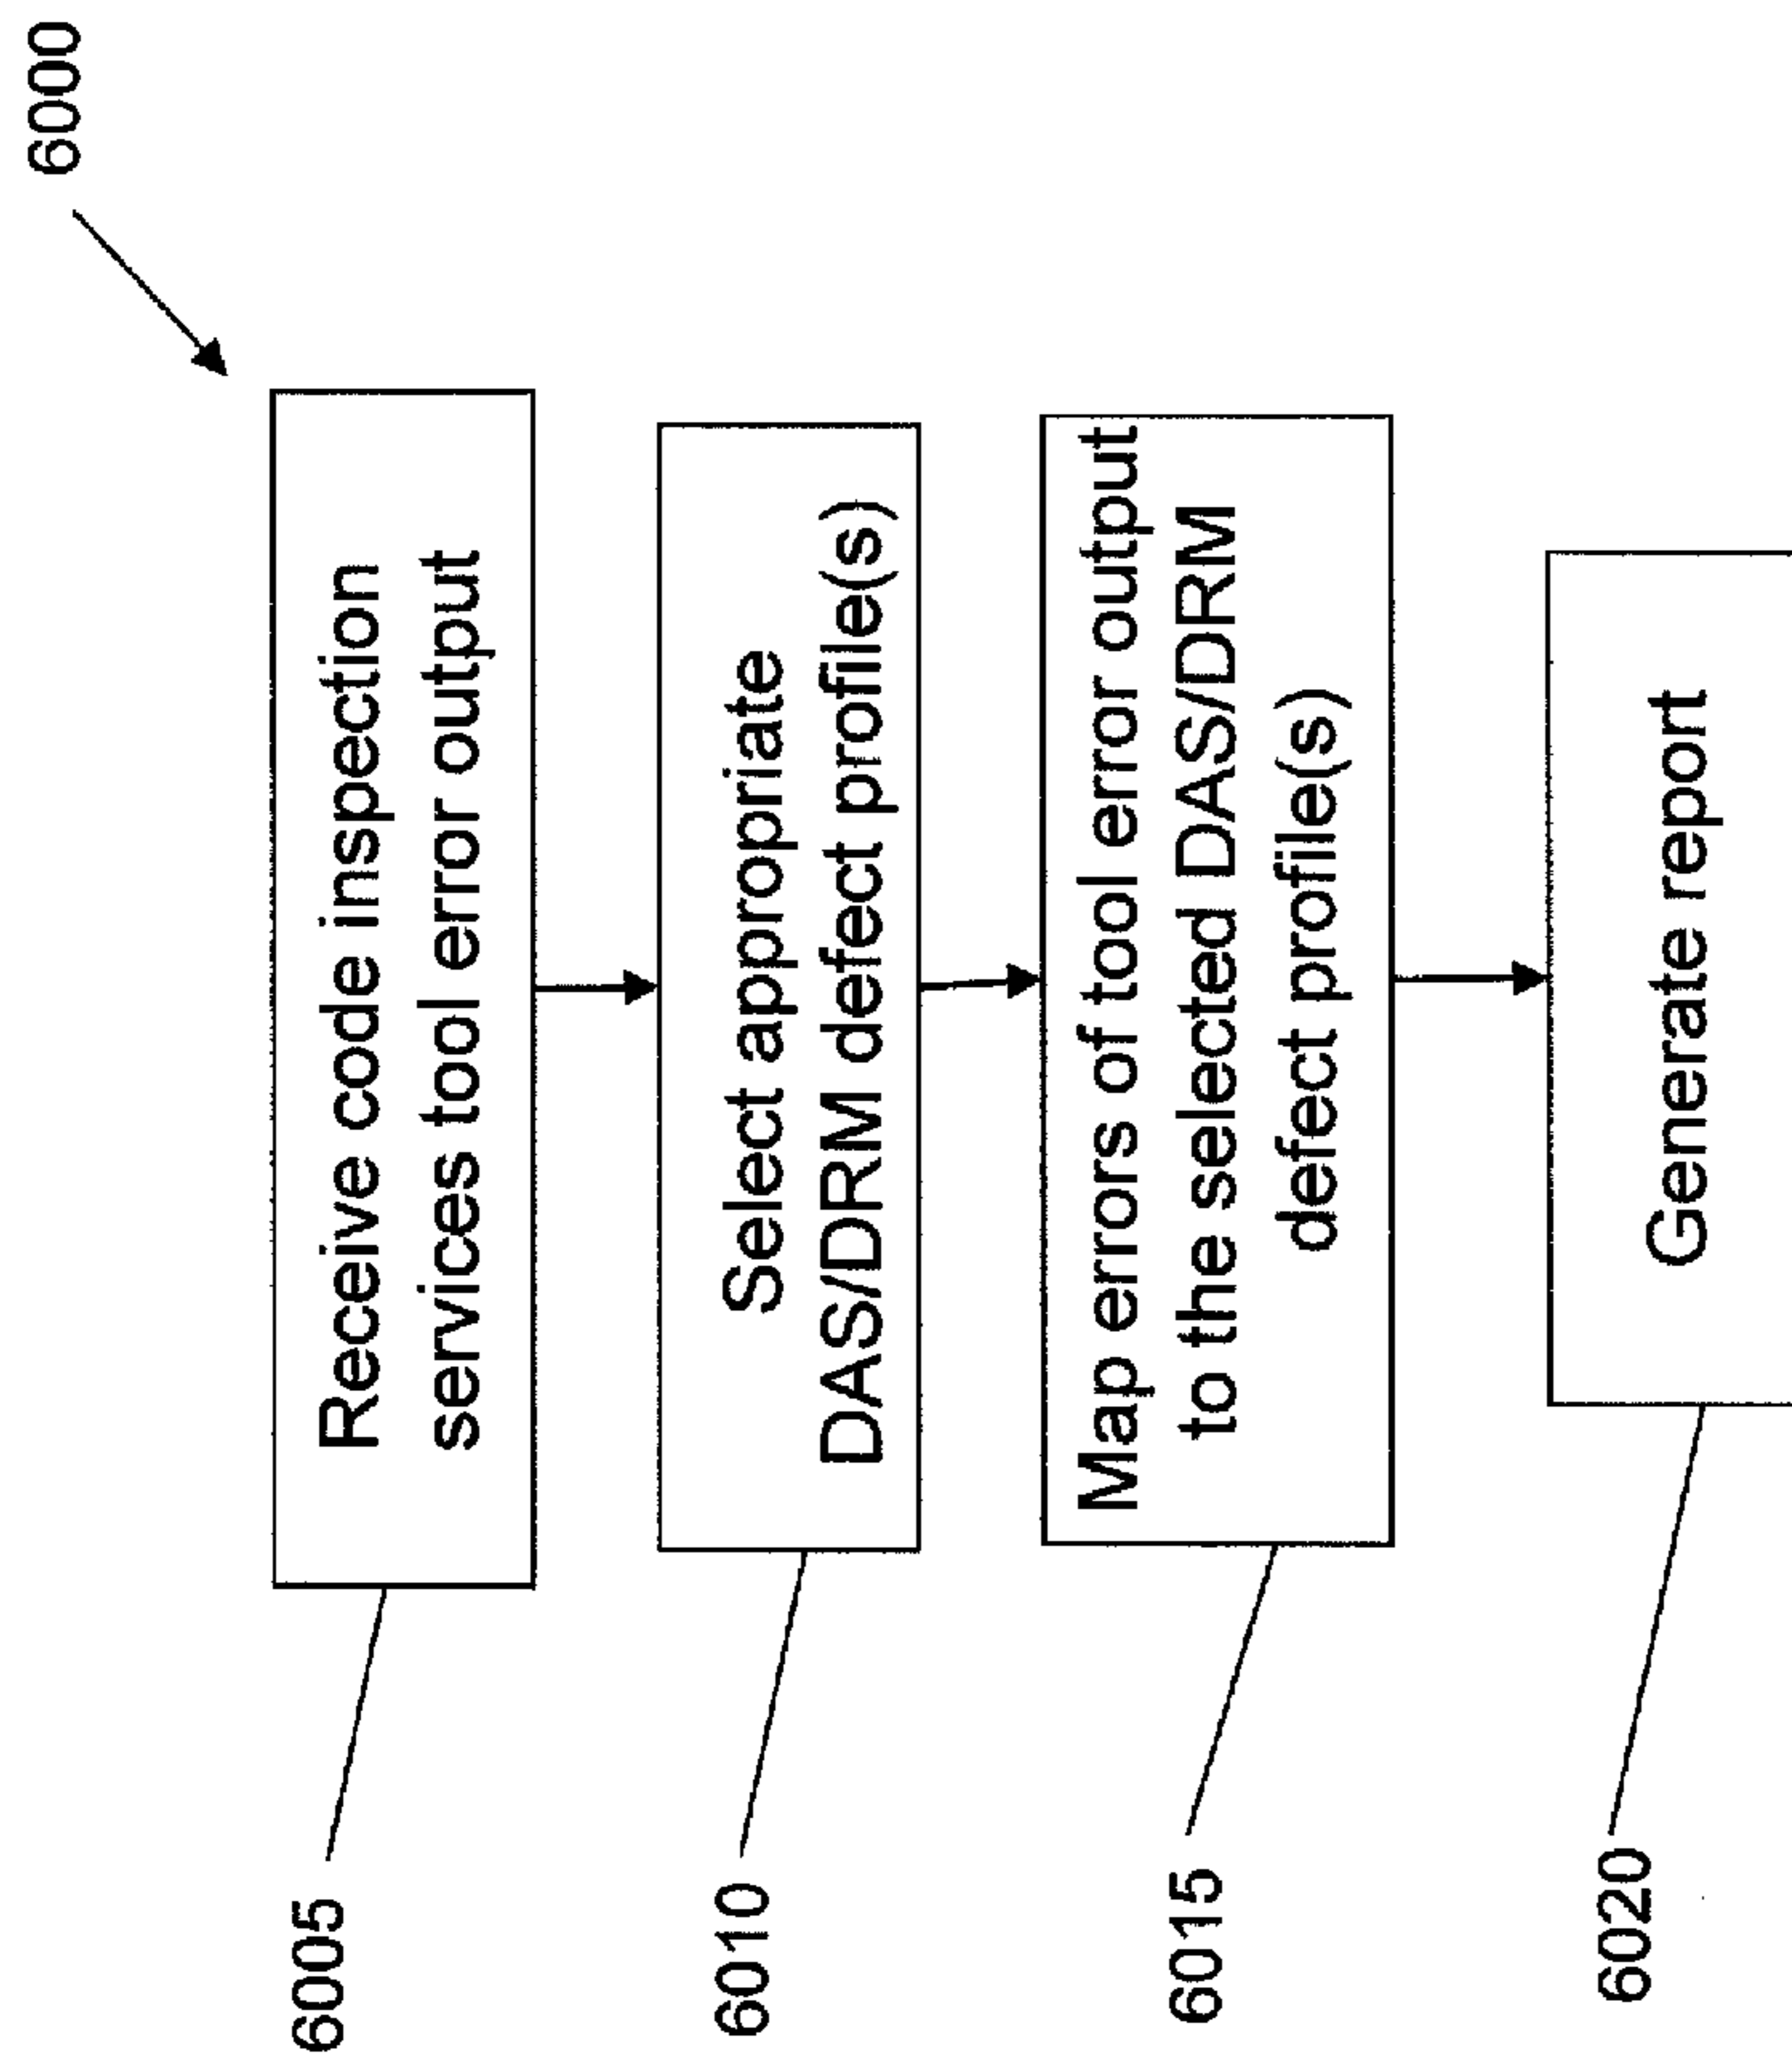 6000
6005
Receive code inspection
services tool error output
6010
Select appropriate
DAS/DRM defect profile(s)
6015
Map errors of tool error output
to the selected DAS/DRM
defect profile(s)
6020
Generate report